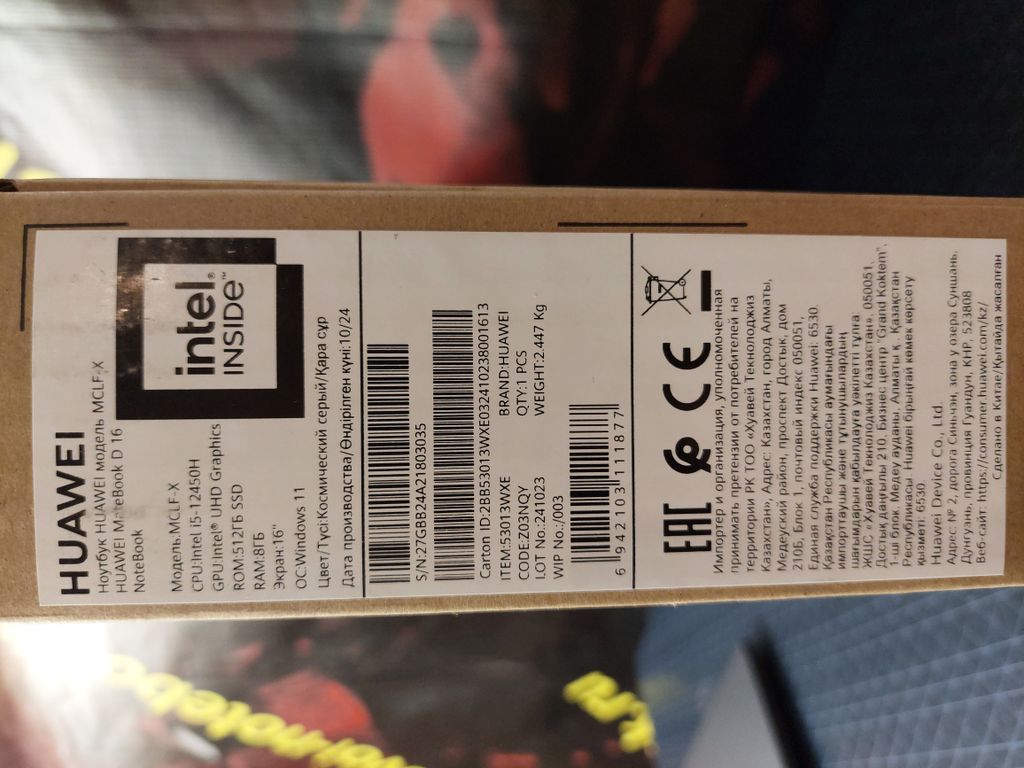 HUAWEI
Ноутбук HUAWEI модель MCLF-X
HUAWEI MateBook D 16
NoteBook
Модель:MCLF-X
CPU:Intel I5-12450H
GPU:Intel® UHD Graphics
ROM:512ГБ SSD
RAM:8ГБ
Экран:16"
ОС:Windows 11
Цвет/Түсі:Космический серый/Қара сұр
Дата производства/Өндірілген күні:10/24
intel®
INSIDE™
S/N:27GBB24A21803035
Carton ID:2BB53013WXE032410238001613
ITEM:53013WXE BRAND:HUAWEI
CODE:Z03NQY QTY:1 PCS
LOT No.:241023 WEIGHT:2.447 Kg
WIP No.:/003
6 942103 111877
EAC CE
Импортер и организация, уполномоченная
принимать претензии от потребителей на
территории РК ТОО «Хуавей Текнолоджиз
Казахстан», Адрес: Казахстан, город Алматы,
Медеуский район, проспект Достык, дом
210Б, Блок 1, почтовый индекс 050051.
Единая служба поддержки Huawei: 6530.
Қазақстан Республикасы аумағындағы
импорттаушы және тұтынушылардың
шағымдарын қабылдауға уәкілетті тұлға
ЖШС «Хуавей Текнолоджиз Казахстан», 050051,
Достық даңғылы 210, Бизнес центр "Grand Koktem",
1-ші блок. Медеу ауданы. Алматы қ., Қазақстан
Республикасы Huawei бірыңғай көмек көрсету
қызметі: 6530
Huawei Device Co., Ltd.
Адрес: № 2, дорога Синьчэн, зона у озера Суншань,
Дунгуань, провинция Гуандун, КНР, 523808
Веб-сайт: https://consumer.huawei.com/kz/
Сделано в Китае/Қытайда жасалған